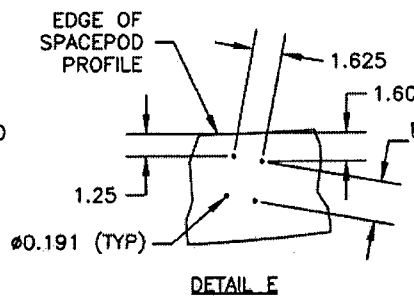 EDGE OF
SPACEPOD
PROFILE
1.625
1.60
1.25
ø0.191 (TYP)
DETAIL E